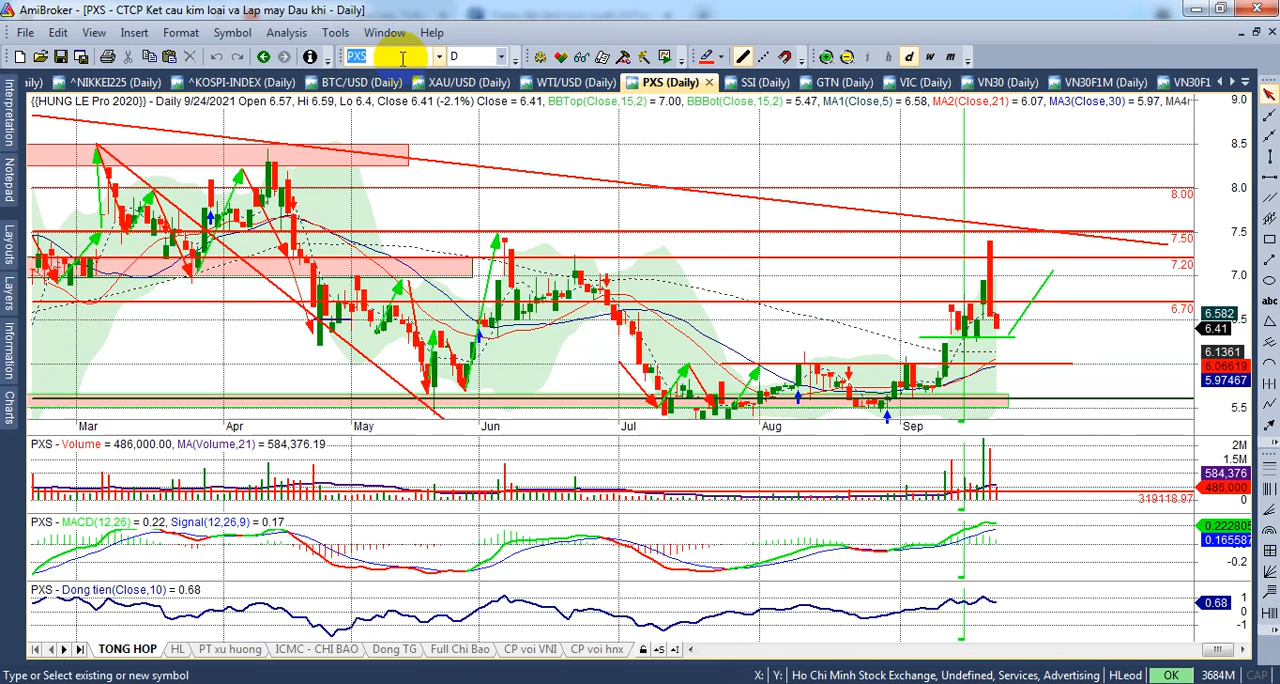 AmiBroker - [PXS - CTCP Ket cau kim loai va Lap may Dau khi - Daily]
File Edit View Insert Format Symbol Analysis Tools Window Help
PXS D h d w m
ily) ^NIKKEI225 (Daily) ^KOSPI-INDEX (Daily) BTC/USD (Daily) XAU/USD (Daily) WTI/USD (Daily) PXS (Daily) SSI (Daily) GTN (Daily) VIC (Daily) VN30 (Daily) VN30F1M (Daily) VN30F1
{{HUNG LE Pro 2020}} - Daily 9/24/2021 Open 6.57, Hi 6.59, Lo 6.4, Close 6.41 (-2.1%) Close = 6.41, BBTop(Close,15,2) = 7.00, BBBot(Close,15,2) = 5.47, MA1(Close,5) = 6.58, MA2(Close,21) = 6.07, MA3(Close,30) = 5.97, MA4r
Interpretation
Notepad
Layouts
Layers
Information
Charts
9.0
8.5
8.0
8.00
7.5
7.50
7.20
7.0
6.70
6.582
6.5
6.41
6.1361
6.06619
5.97467
5.5
abc
Mar Apr May Jun Jul Aug Sep
PXS - Volume = 486,000.00, MA(Volume,21) = 584,376.19
2M
1.5M
584,376
486,000
319118.97
0
PXS - MACD(12,26) = 0.22, Signal(12,26,9) = 0.17
0.222805
0.165587
-0.2
PXS - Dong tien(Close,10) = 0.68
1
0.68
0
-1
TONG HOP HL PT xu huong ICMC - CHI BAO Dong TG Full Chi Bao CP voi VNI CP voi hnx
Type or Select existing or new symbol X: Y: Ho Chi Minh Stock Exchange, Undefined, Services, Advertising HLeod OK 3684M CAP